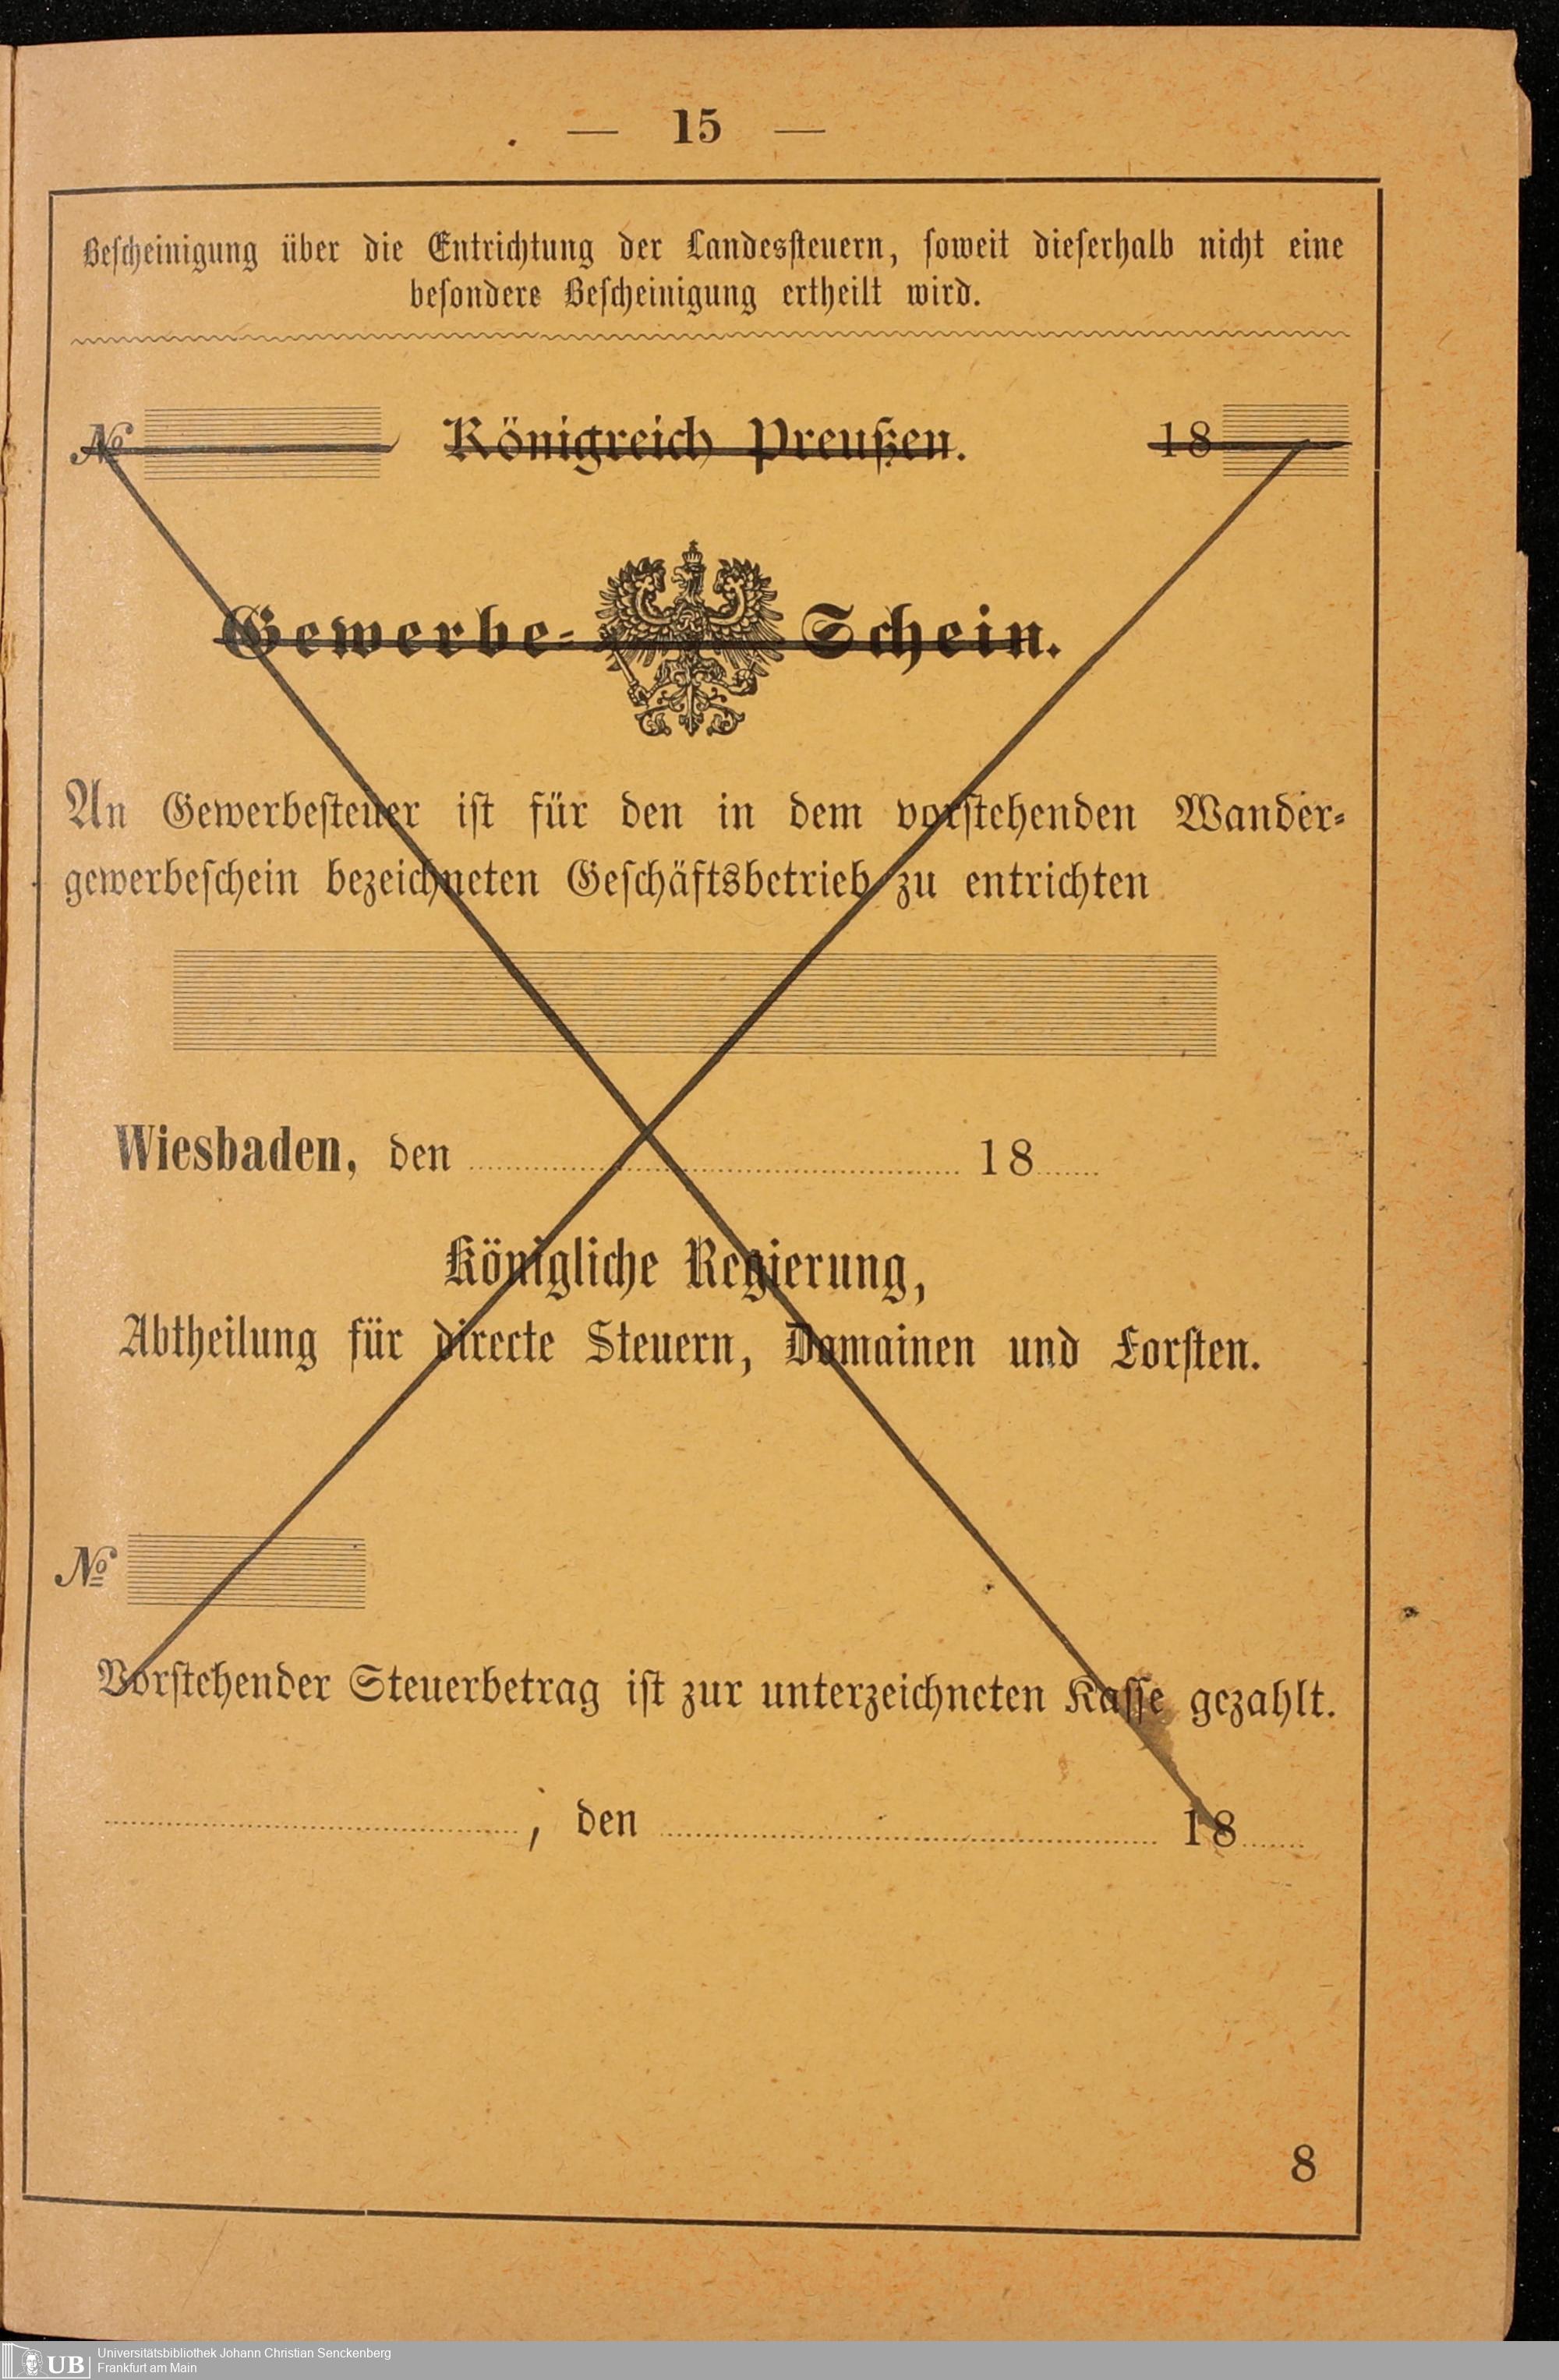 — 15 —
Bescheinigung über die Entrichtung der Landessteuern, soweit dieserhalb nicht eine
besondere Bescheinigung ertheilt wird.
№ Königreich Preußen. 18
Gewerbe- Schein.
An Gewerbesteuer ist für den in dem vorstehenden Wander-
gewerbeschein bezeichneten Geschäftsbetrieb zu entrichten
Wiesbaden, den 18
Königliche Regierung,
Abtheilung für directe Steuern, Domainen und Forsten.
№
Vorstehender Steuerbetrag ist zur unterzeichneten Kasse gezahlt.
, den 18
8
UB Universitätsbibliothek Johann Christian Senckenberg
Frankfurt am Main